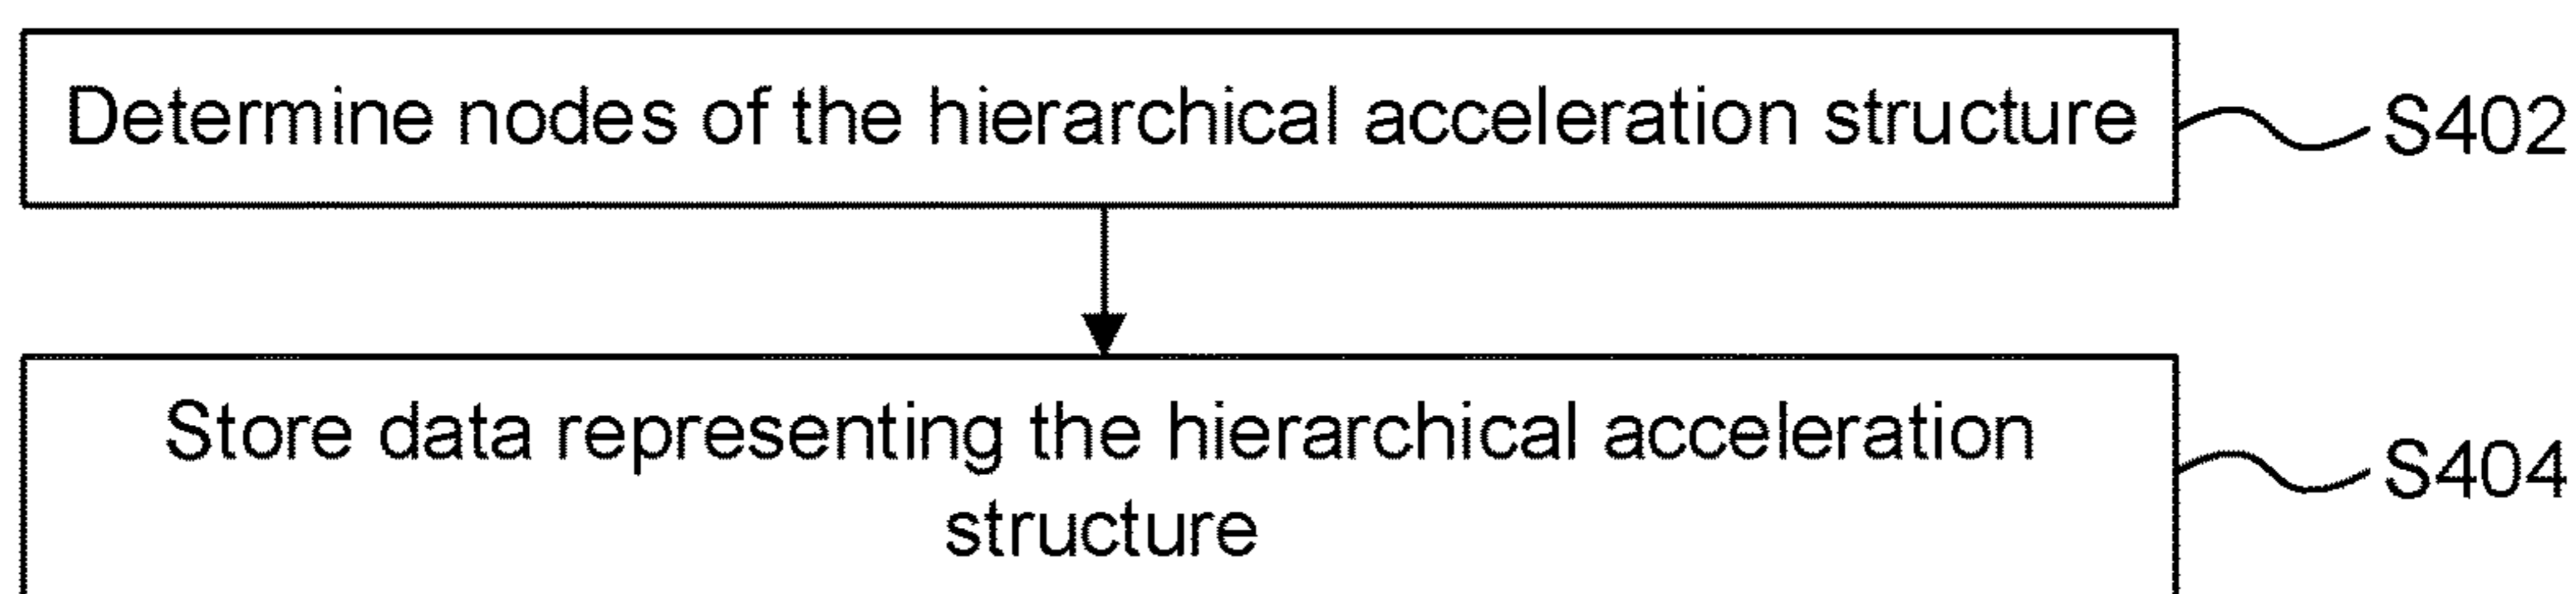 Determine nodes of the hierarchical acceleration structure
S402
Store data representing the hierarchical acceleration
structure
S404